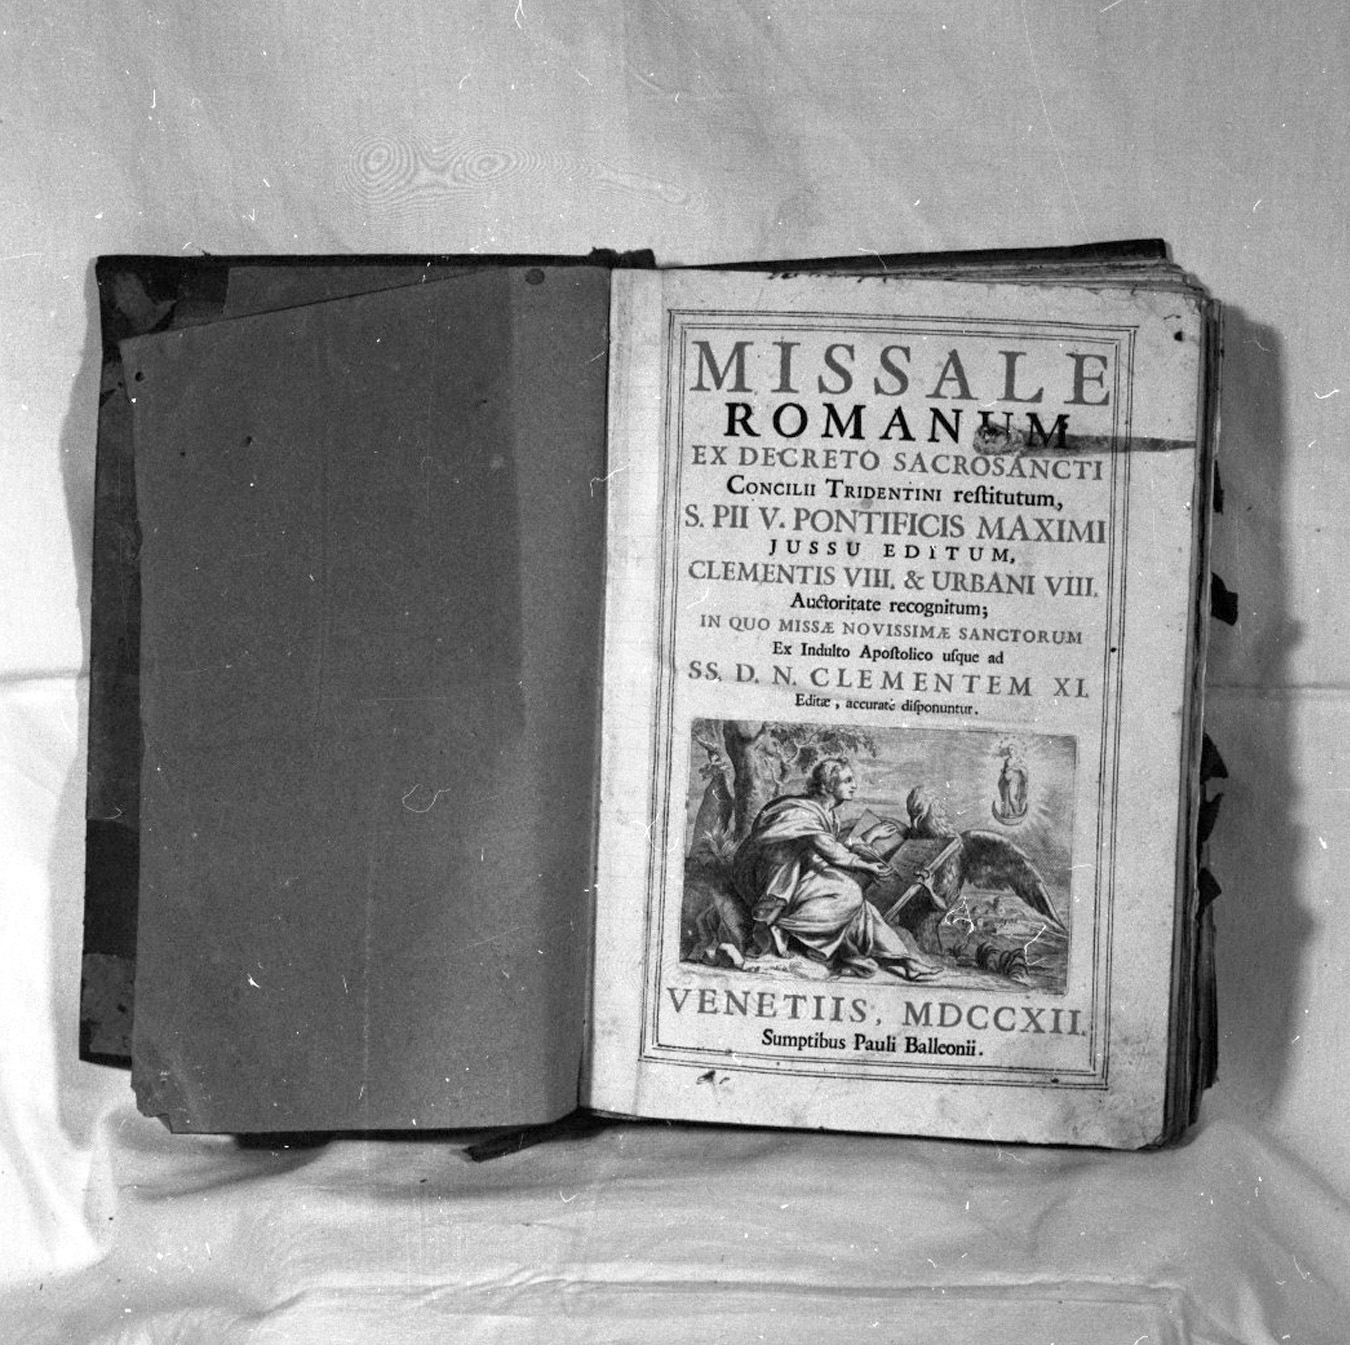 MISSALE
ROMANUM
EX DECRETO SACROSANCTI
CONCILII TRIDENTINI reſtitutum,
S. PII V. PONTIFICIS MAXIMI
JUSSU EDITUM,
CLEMENTIS VIII. & URBANI VIII.
Auctoritate recognitum;
IN QUO MISSÆ NOVISSIMÆ SANCTORUM
Ex Indulto Apoſtolico uſque ad
SS. D. N. CLEMENTEM XI.
Editæ, accuratè diſponuntur.
VENETIIS, MDCCXII.
Sumptibus Pauli Balleonii.